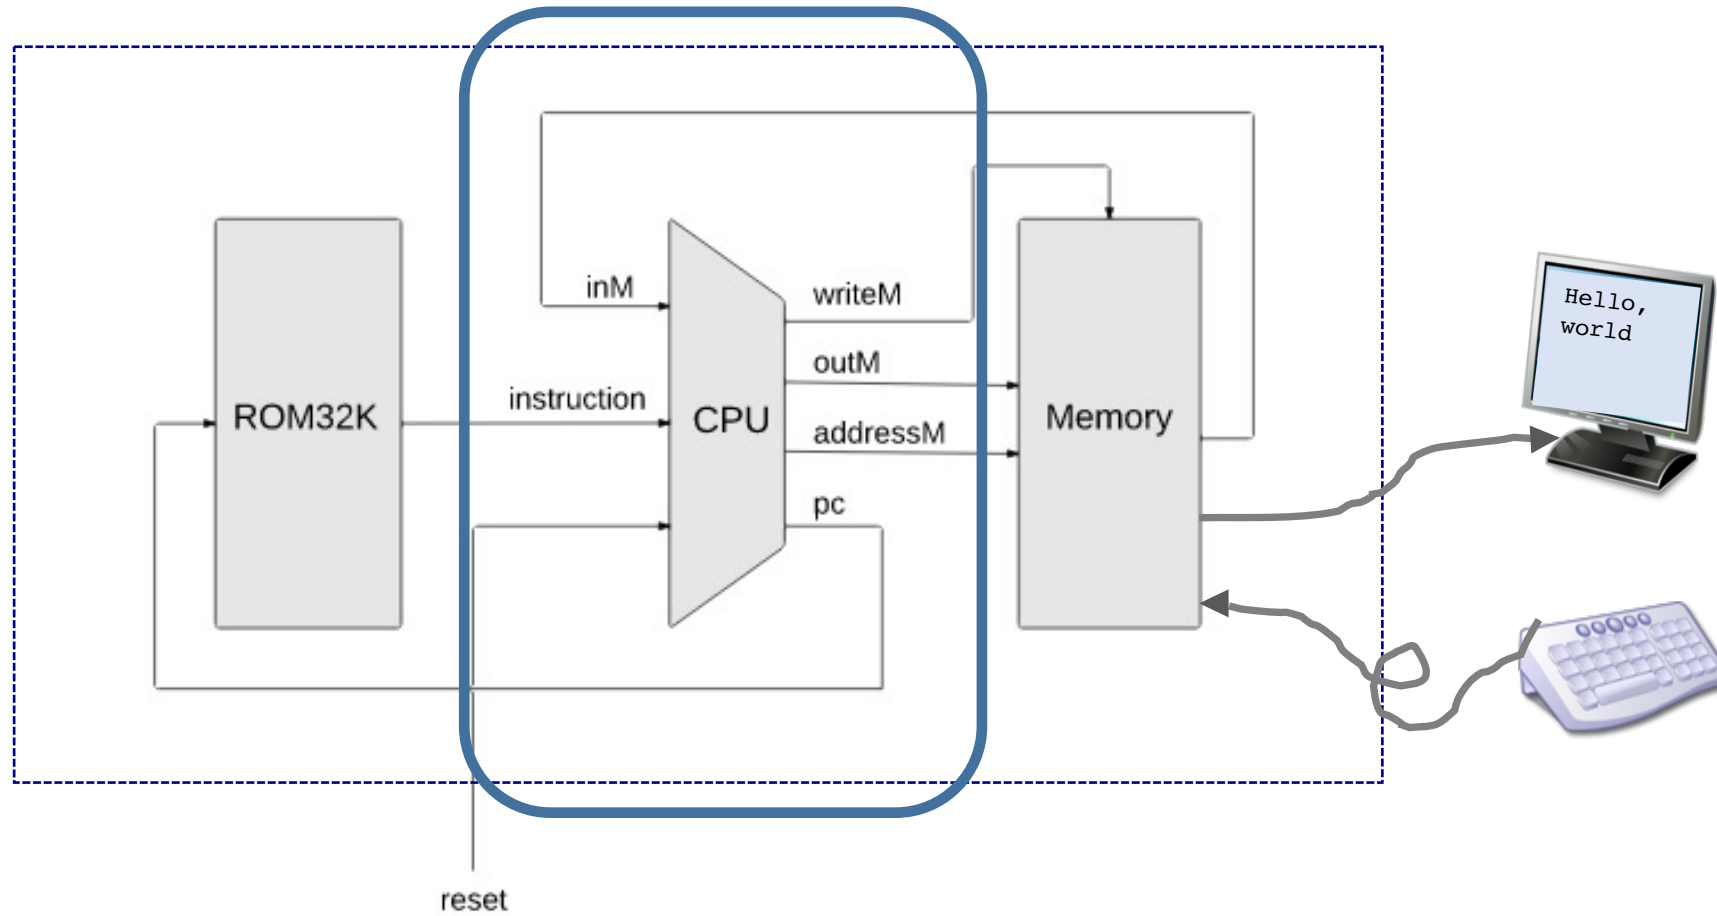 inM
writeM
outM
instruction
ROM32K
CPU
addressM
Memory
pc
reset
Hello,
world